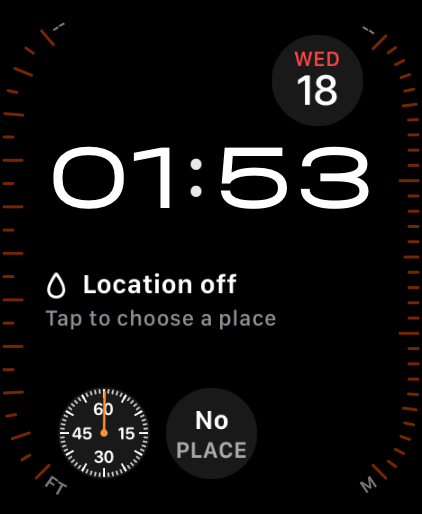 --
--
WED
18
01:53
Location off
Tap to choose a place
60
45 15
30
No
PLACE
FT
M